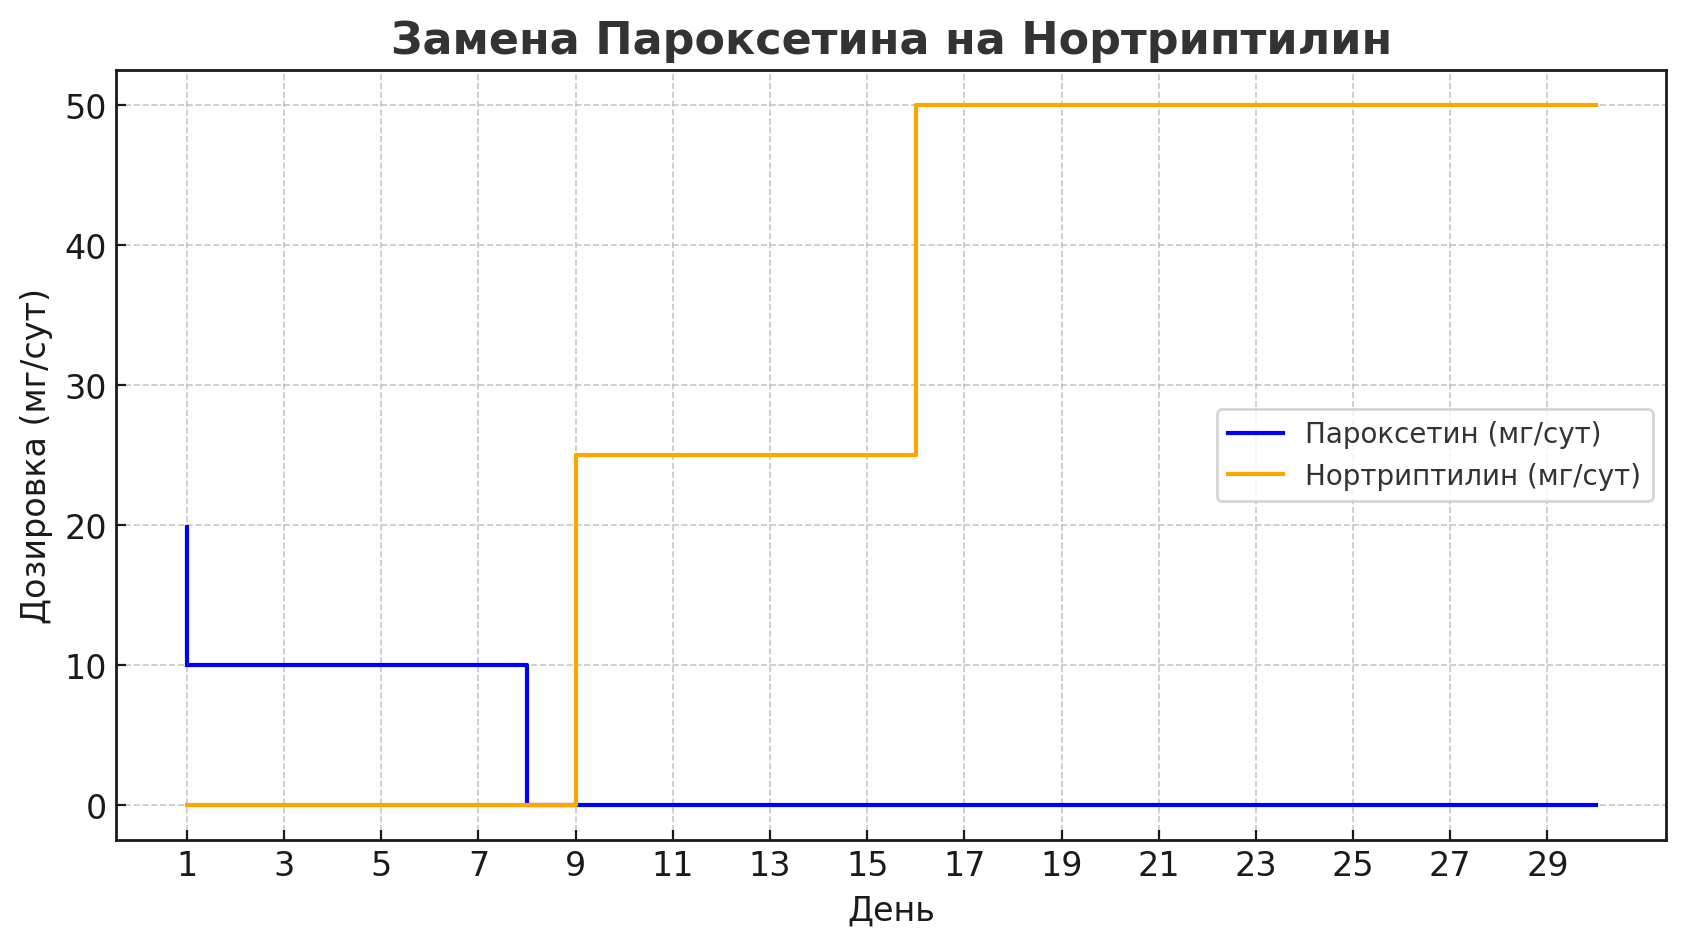 Замена Пароксетина на Нортриптилин
Дозировка (мг/сут)
50
40
30
20
10
0
Пароксетин (мг/сут)
Нортриптилин (мг/сут)
1 3 5 7 9 11 13 15 17 19 21 23 25 27 29
День